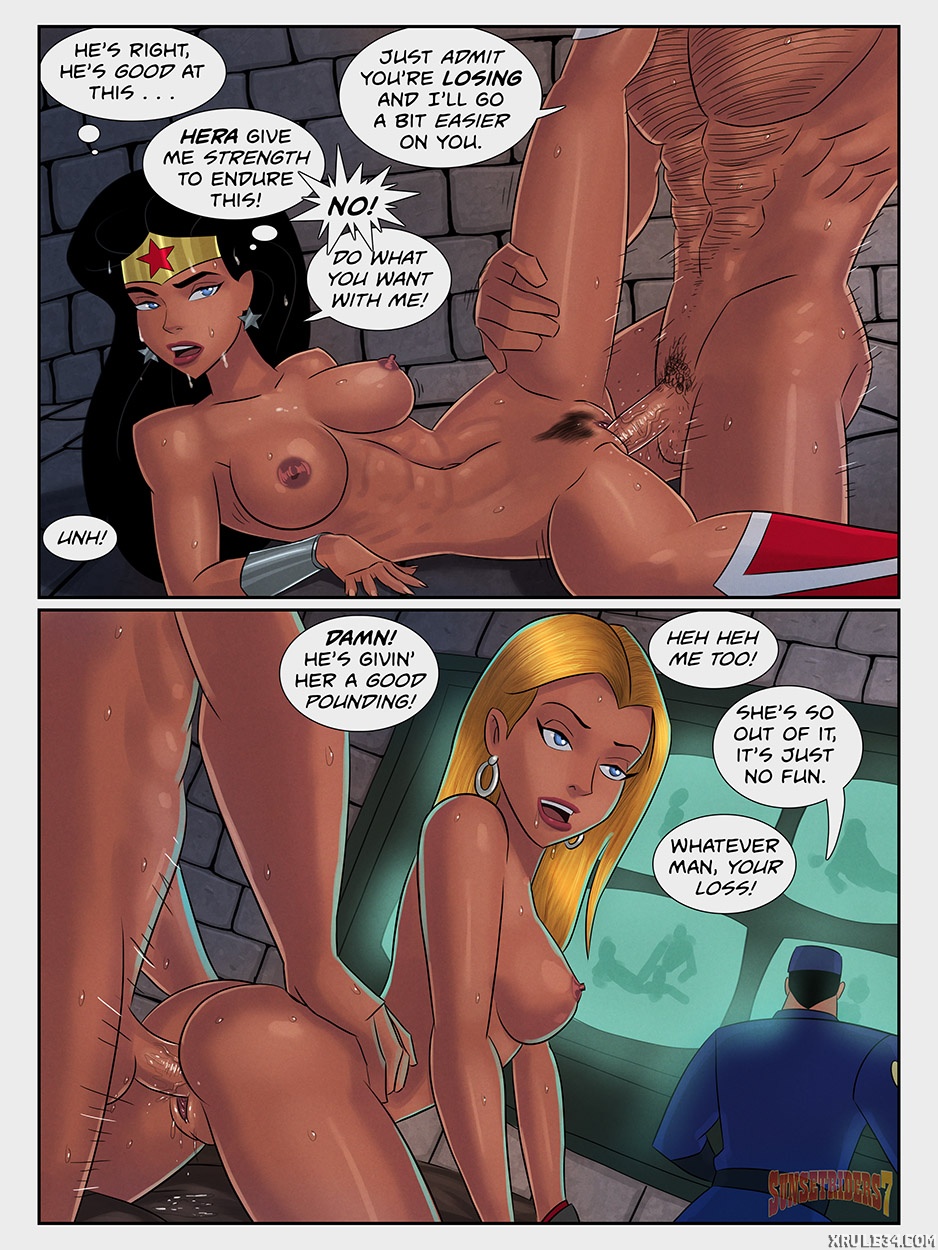 HE'S RIGHT,
HE'S GOOD AT
THIS . . .
HERA GIVE
ME STRENGTH
TO ENDURE
THIS!
JUST ADMIT
YOU'RE LOSING
AND I'LL GO
A BIT EASIER
ON YOU.
NO!
DO WHAT
YOU WANT
WITH ME!
UNH!
DAMN!
HE'S GIVIN'
HER A GOOD
POUNDING!
HEH HEH
ME TOO!
SHE'S SO
OUT OF IT,
IT'S JUST
NO FUN.
WHATEVER
MAN, YOUR
LOSS!
SUNSETRIDERS7
XRULE34.COM